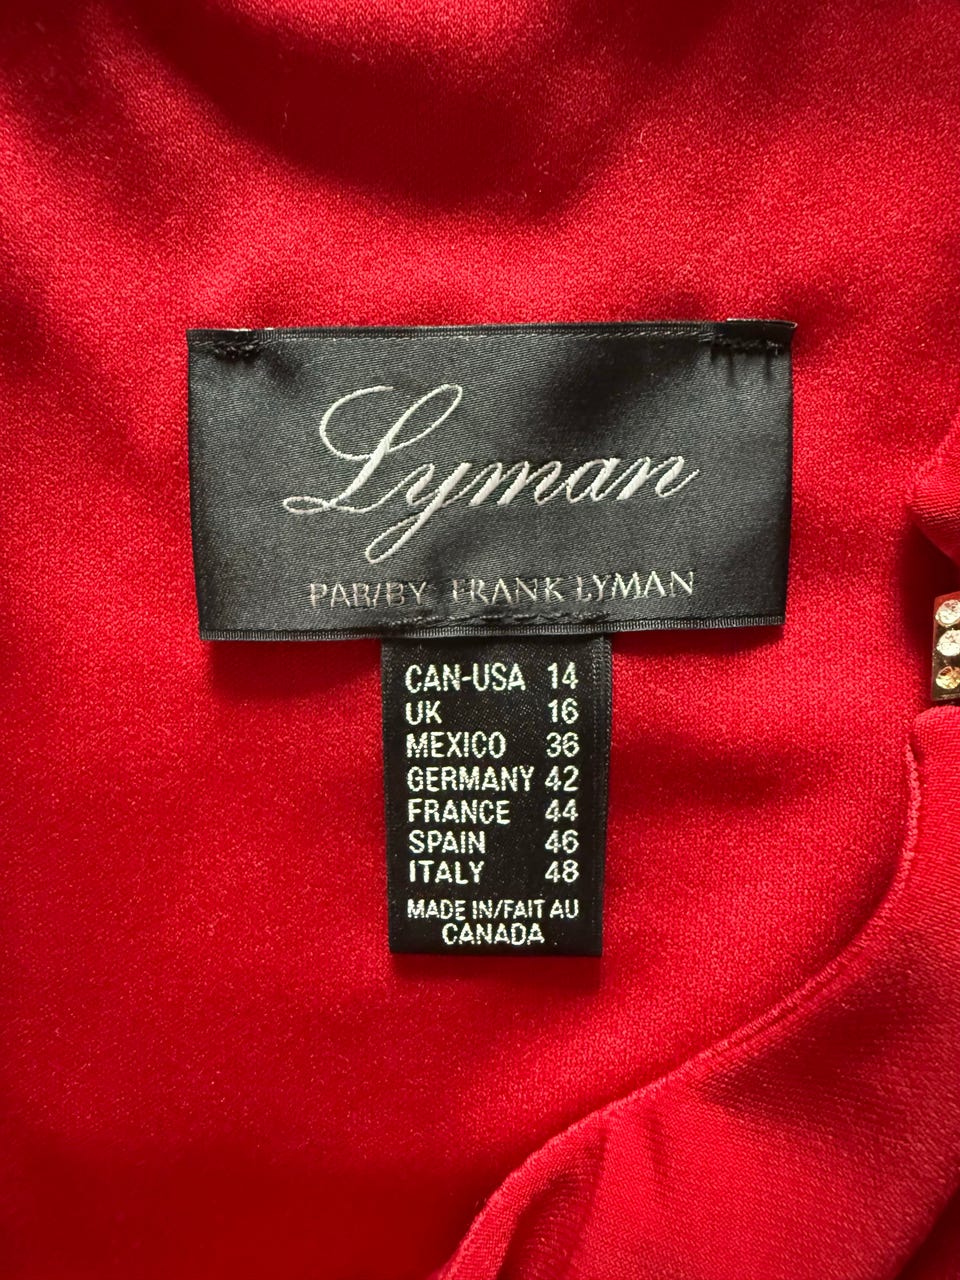 Lyman
PAR/BY FRANK LYMAN
CAN-USA 14
UK 16
MEXICO 36
GERMANY 42
FRANCE 44
SPAIN 46
ITALY 48
MADE IN/FAIT AU
CANADA